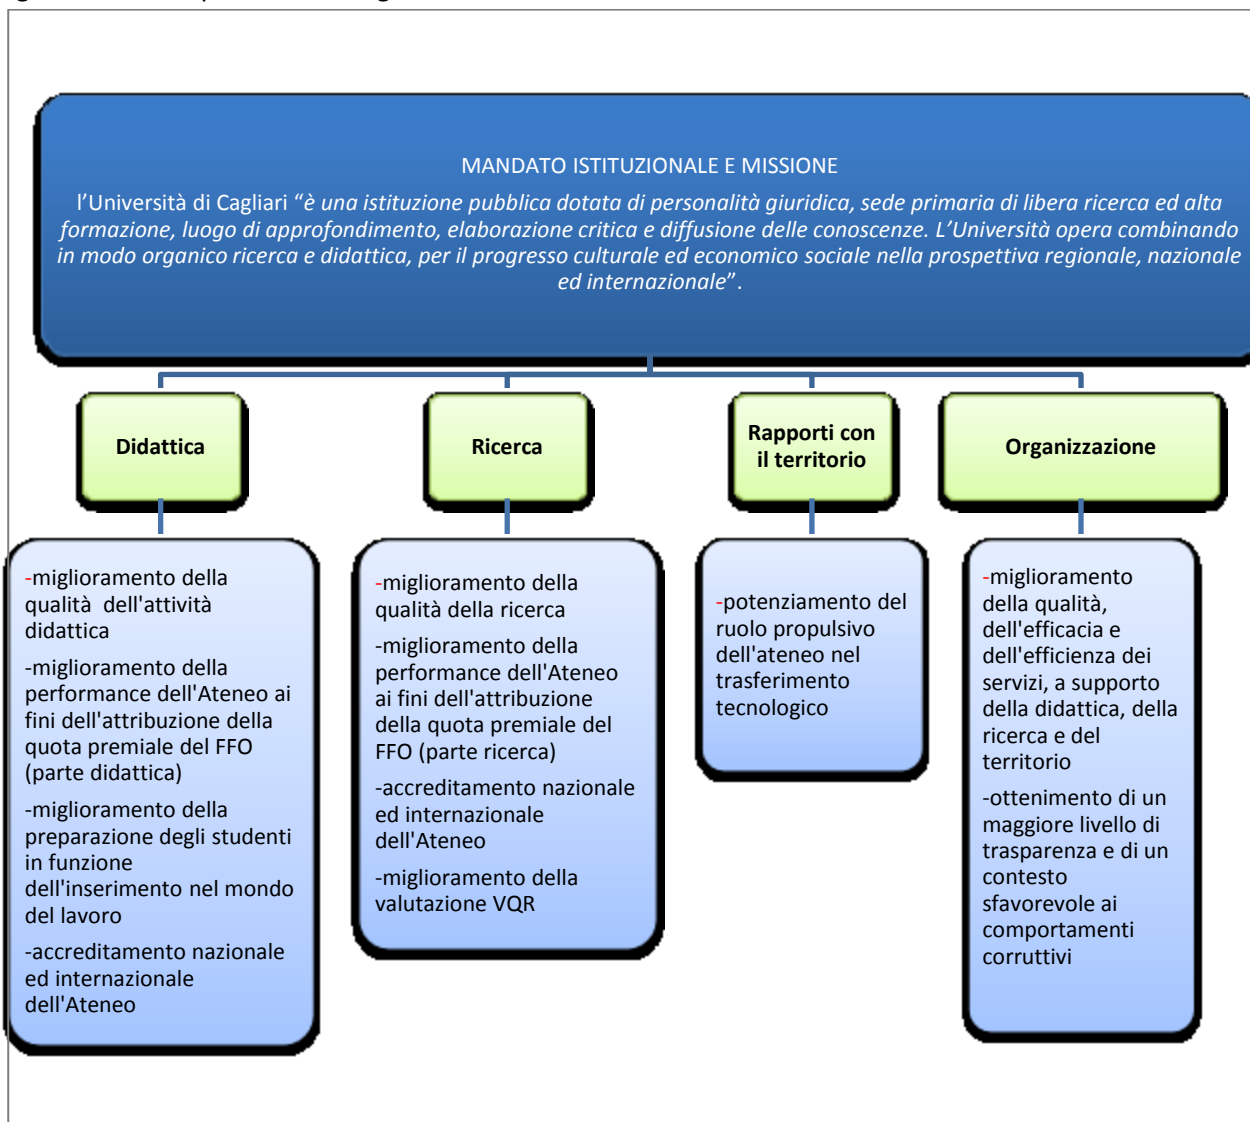 MANDATO ISTITUZIONALE E MISSIONE
l'Università di Cagliari "è una istituzione pubblica dotata di personalità giuridica, sede primaria di libera ricerca ed alta
formazione, luogo di approfondimento, elaborazione critica e diffusione delle conoscenze. L'Università opera combinando
in modo organico ricerca e didattica, per il progresso culturale ed economico sociale nella prospettiva regionale, nazionale
ed internazionale".
Didattica
-miglioramento della
qualità dell'attività
didattica
-miglioramento della
performance dell'Ateneo ai
fini dell'attribuzione della
quota premiale del FFO
(parte didattica)
-miglioramento della
preparazione degli studenti
in funzione
dell'inserimento nel mondo
del lavoro
-accreditamento nazionale
ed internazionale
dell'Ateneo
Ricerca
-miglioramento della
qualità della ricerca
-miglioramento della
performance dell'Ateneo
ai fini dell'attribuzione
della quota premiale del
FFO (parte ricerca)
-accreditamento nazionale
ed internazionale
dell'Ateneo
-miglioramento della
valutazione VQR
Rapporti con
il territorio
-potenziamento del
ruolo propulsivo
dell'ateneo nel
trasferimento
tecnologico
Organizzazione
-miglioramento
della qualità,
dell'efficacia e
dell'efficienza dei
servizi, a supporto
della didattica, della
ricerca e del
territorio
-ottenimento di un
maggiore livello di
trasparenza e di un
contesto
sfavorevole ai
comportamenti
corruttivi